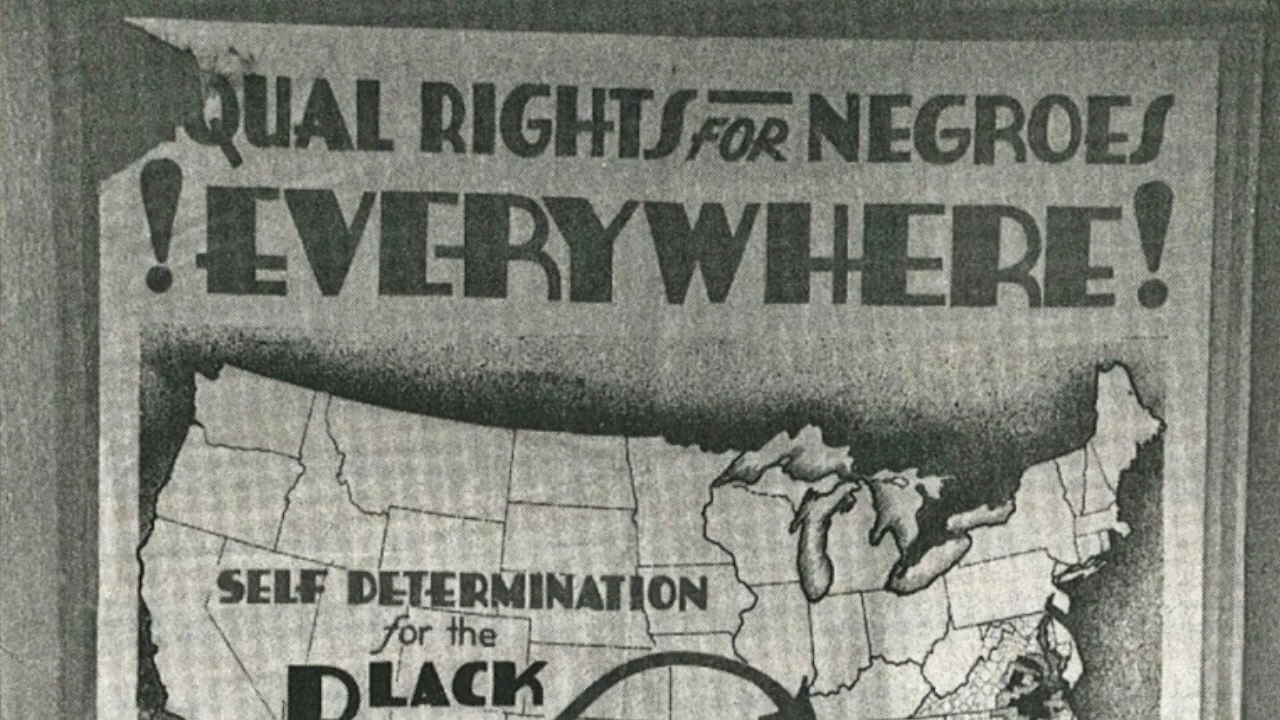 QUAL RIGHTS FOR NEGROES
! EVERYWHERE!
SELF DETERMINATION
for the
BLACK